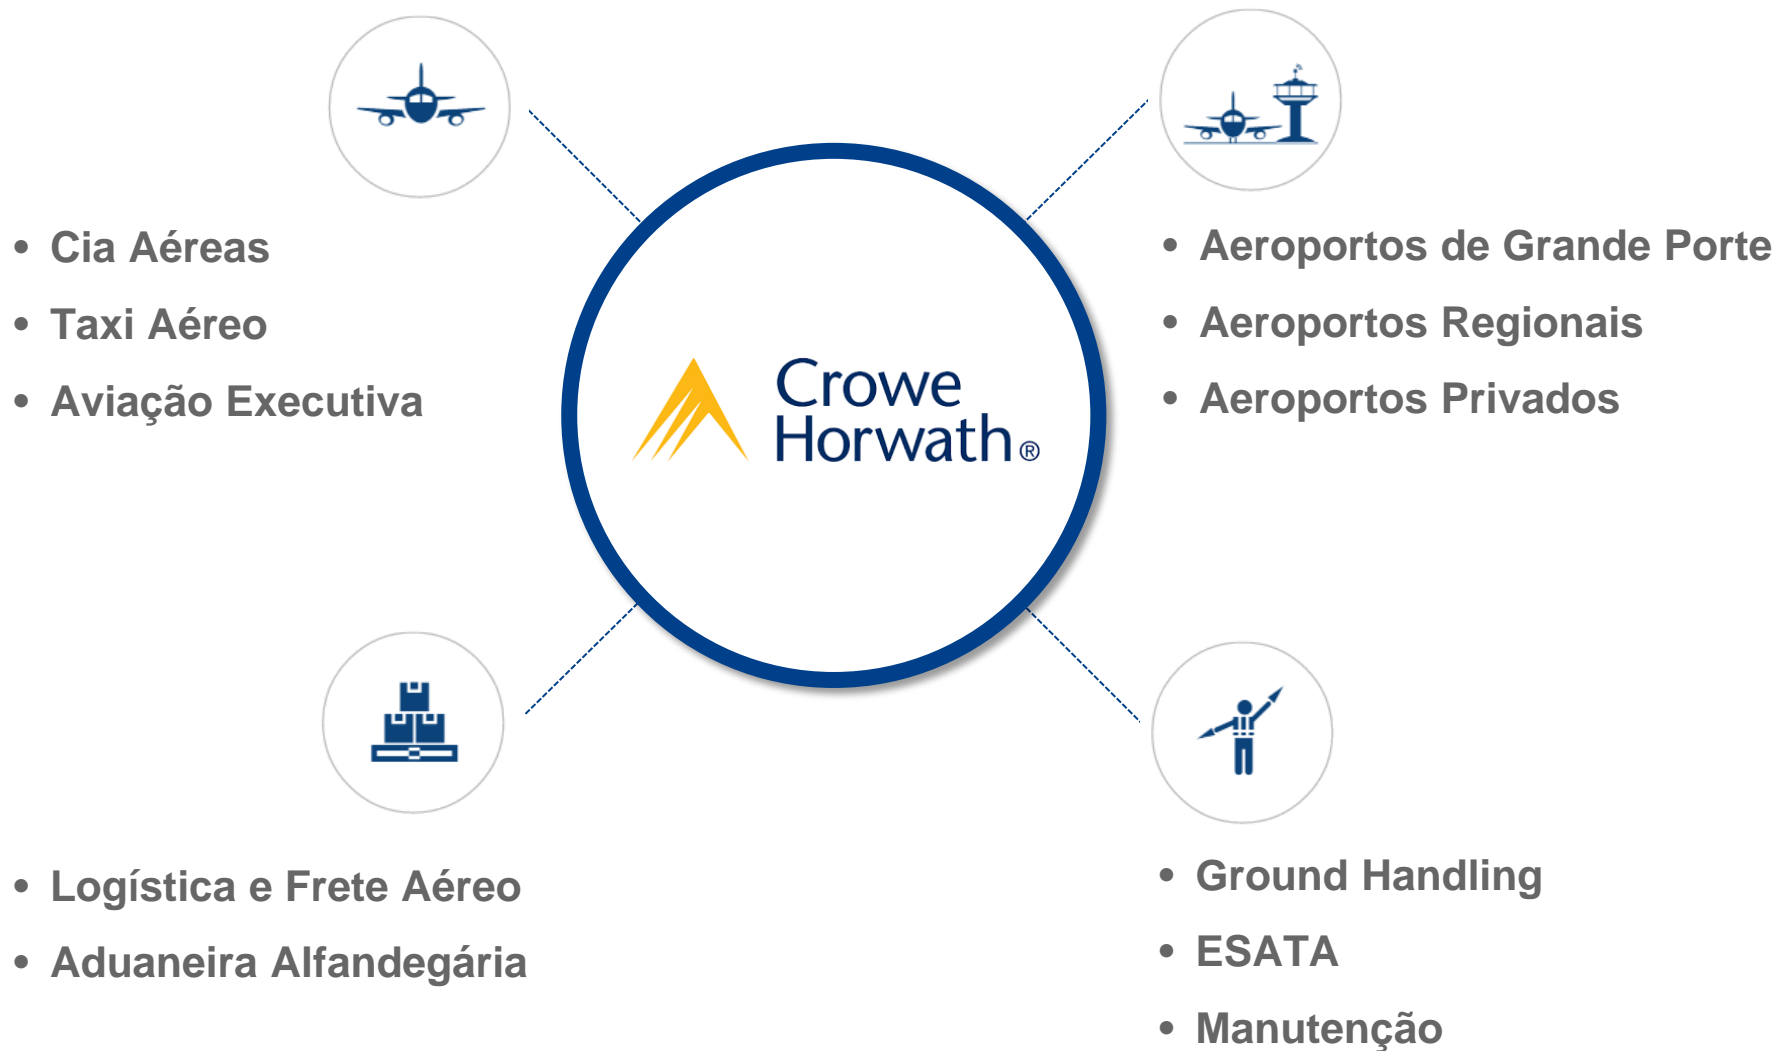 • Cia Aéreas
• Taxi Aéreo
• Aviação Executiva
• Aeroportos de Grande Porte
• Aeroportos Regionais
• Aeroportos Privados
Crowe
Horwath®
• Logística e Frete Aéreo
• Aduaneira Alfandegária
• Ground Handling
• ESATA
• Manutenção